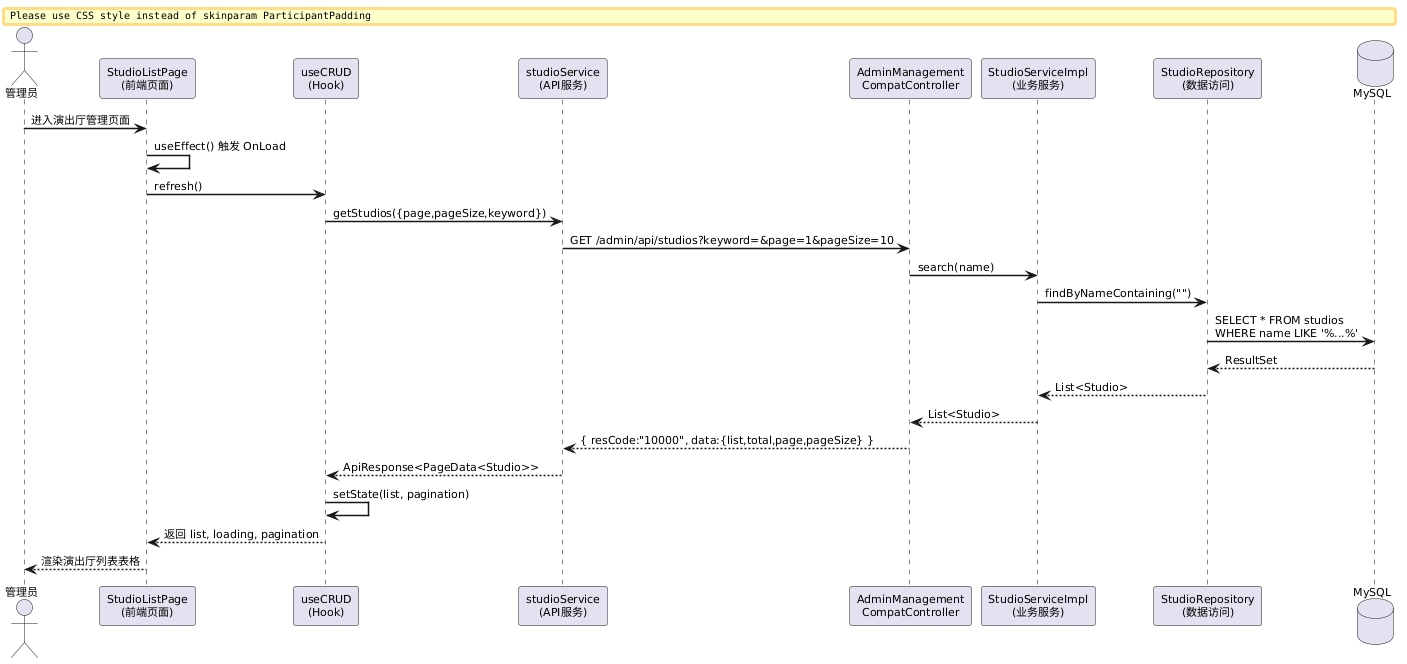 Please use CSS style instead of skinparam ParticipantPadding
管理员
StudioListPage
(前端页面)
useCRUD
(Hook)
studioService
(API服务)
AdminManagement
CompatController
StudioServiceImpl
(业务服务)
StudioRepository
(数据访问)
MySQL
进入演出厅管理页面
useEffect() 触发 OnLoad
refresh()
getStudios({page,pageSize,keyword})
GET /admin/api/studios?keyword=&page=1&pageSize=10
search(name)
findByNameContaining("")
SELECT * FROM studios
WHERE name LIKE '%...%'
ResultSet
List<Studio>
List<Studio>
{ resCode:"10000", data:{list,total,page,pageSize} }
ApiResponse<PageData<Studio>>
setState(list, pagination)
返回 list, loading, pagination
渲染演出厅列表表格
管理员
StudioListPage
(前端页面)
useCRUD
(Hook)
studioService
(API服务)
AdminManagement
CompatController
StudioServiceImpl
(业务服务)
StudioRepository
(数据访问)
MySQL